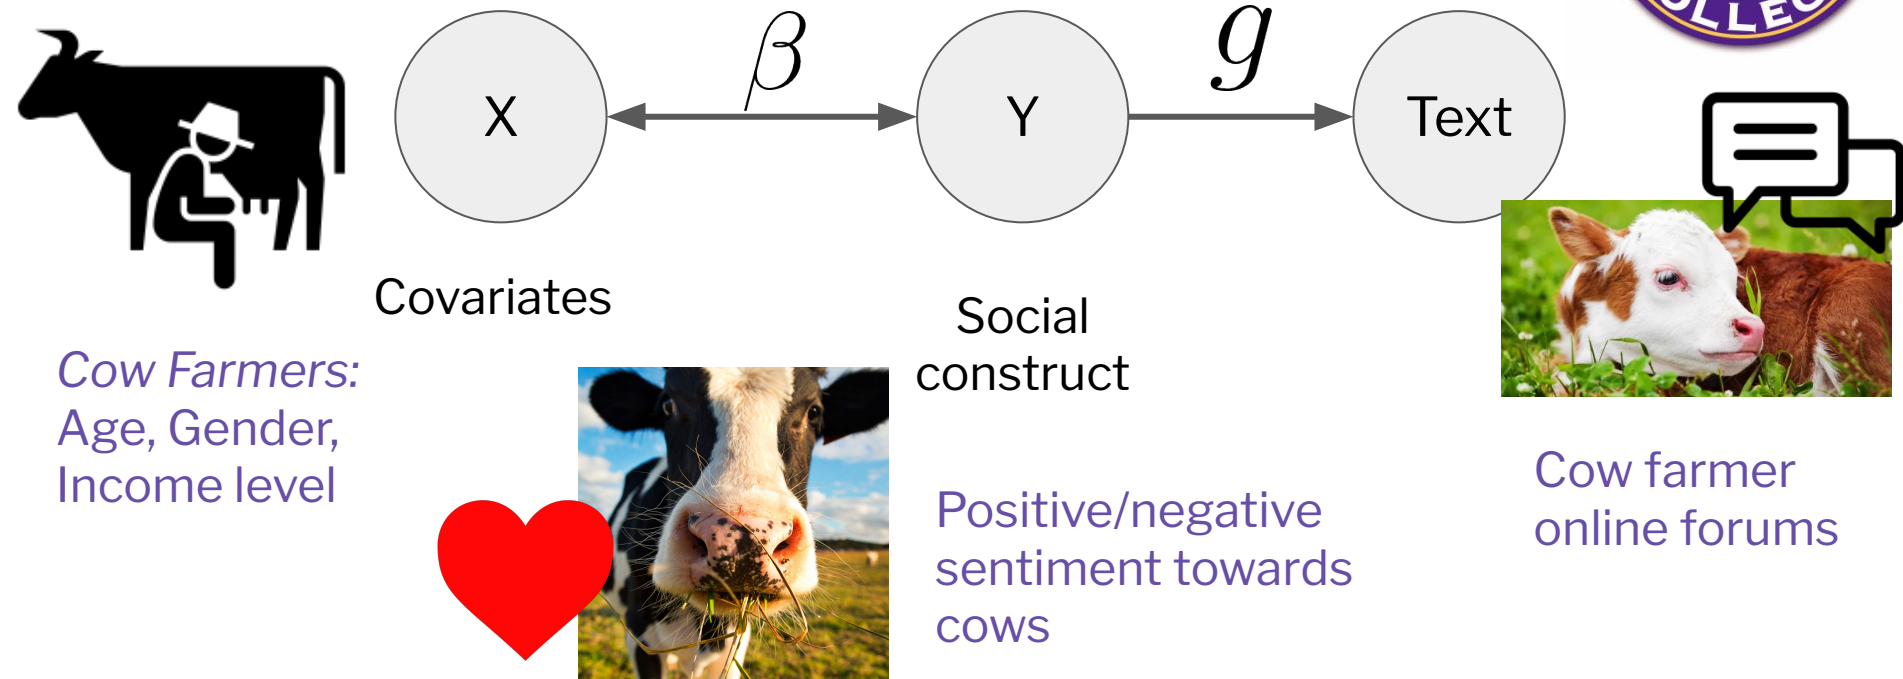 X
β
Y
g
Text
Covariates
Social
construct
Cow Farmers:
Age, Gender,
Income level
Positive/negative
sentiment towards
cows
Cow farmer
online forums